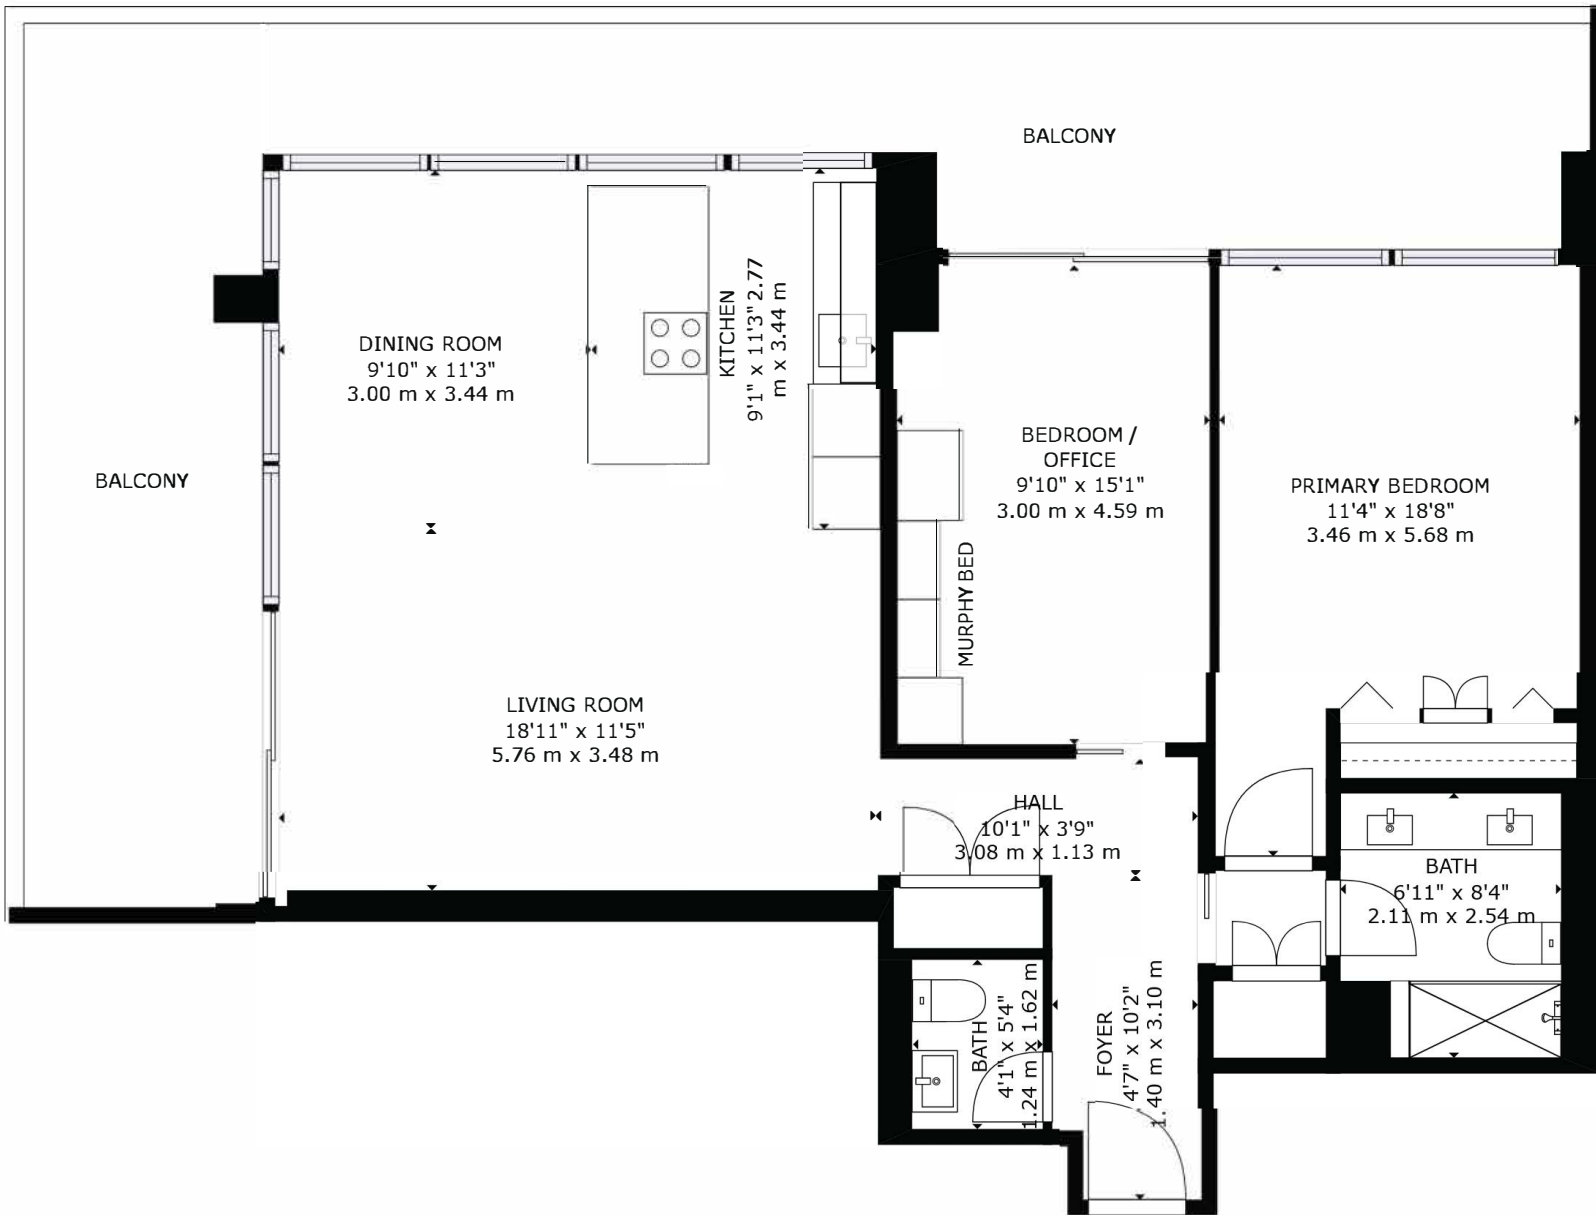 BALCONY
BALCONY
DINING ROOM
9'10" x 11'3"
3.00 m x 3.44 m
KITCHEN
9'1" x 11'3" 2.77
m x 3.44 m
BEDROOM /
OFFICE
9'10" x 15'1"
3.00 m x 4.59 m
MURPHY BED
PRIMARY BEDROOM
11'4" x 18'8"
3.46 m x 5.68 m
LIVING ROOM
18'11" x 11'5"
5.76 m x 3.48 m
HALL
10'1" x 3'9"
3.08 m x 1.13 m
BATH
6'11" x 8'4"
2.11 m x 2.54 m
BATH
4'1" x 5'4"
1.24 m x 1.62 m
FOYER
4'7" x 10'2"
1.40 m x 3.10 m